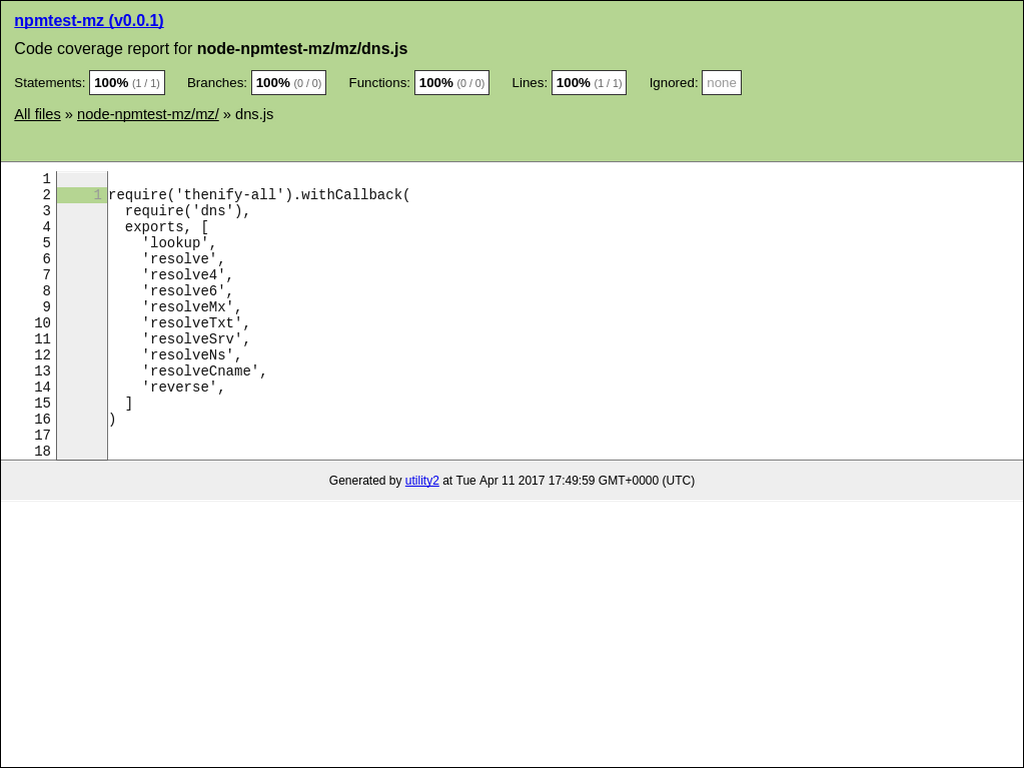 npmtest-mz (v0.0.1)
Code coverage report for node-npmtest-mz/mz/dns.js
Statements: 100% (1 / 1) Branches: 100% (0 / 0) Functions: 100% (0 / 0) Lines: 100% (1 / 1) Ignored: none
All files » node-npmtest-mz/mz/ » dns.js
1
2 1 require('thenify-all').withCallback(
3 require('dns'),
4 exports, [
5 'lookup',
6 'resolve',
7 'resolve4',
8 'resolve6',
9 'resolveMx',
10 'resolveTxt',
11 'resolveSrv',
12 'resolveNs',
13 'resolveCname',
14 'reverse',
15 ]
16 )
17
18
Generated by utility2 at Tue Apr 11 2017 17:49:59 GMT+0000 (UTC)